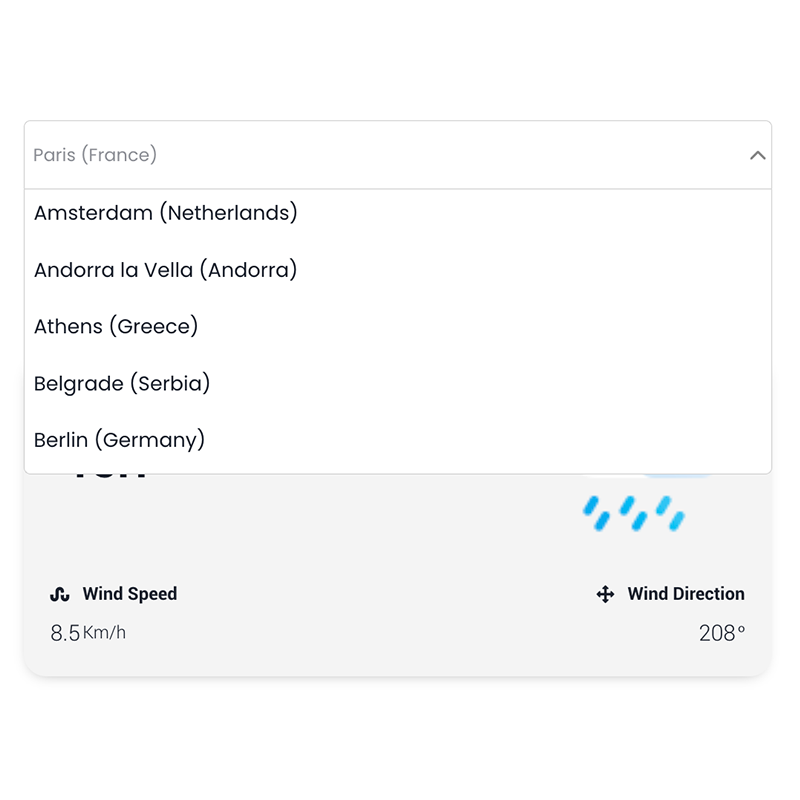 Paris (France)
Amsterdam (Netherlands)
Andorra la Vella (Andorra)
Athens (Greece)
Belgrade (Serbia)
Berlin (Germany)
Wind Speed
Wind Direction
8.5 Km/h
208°